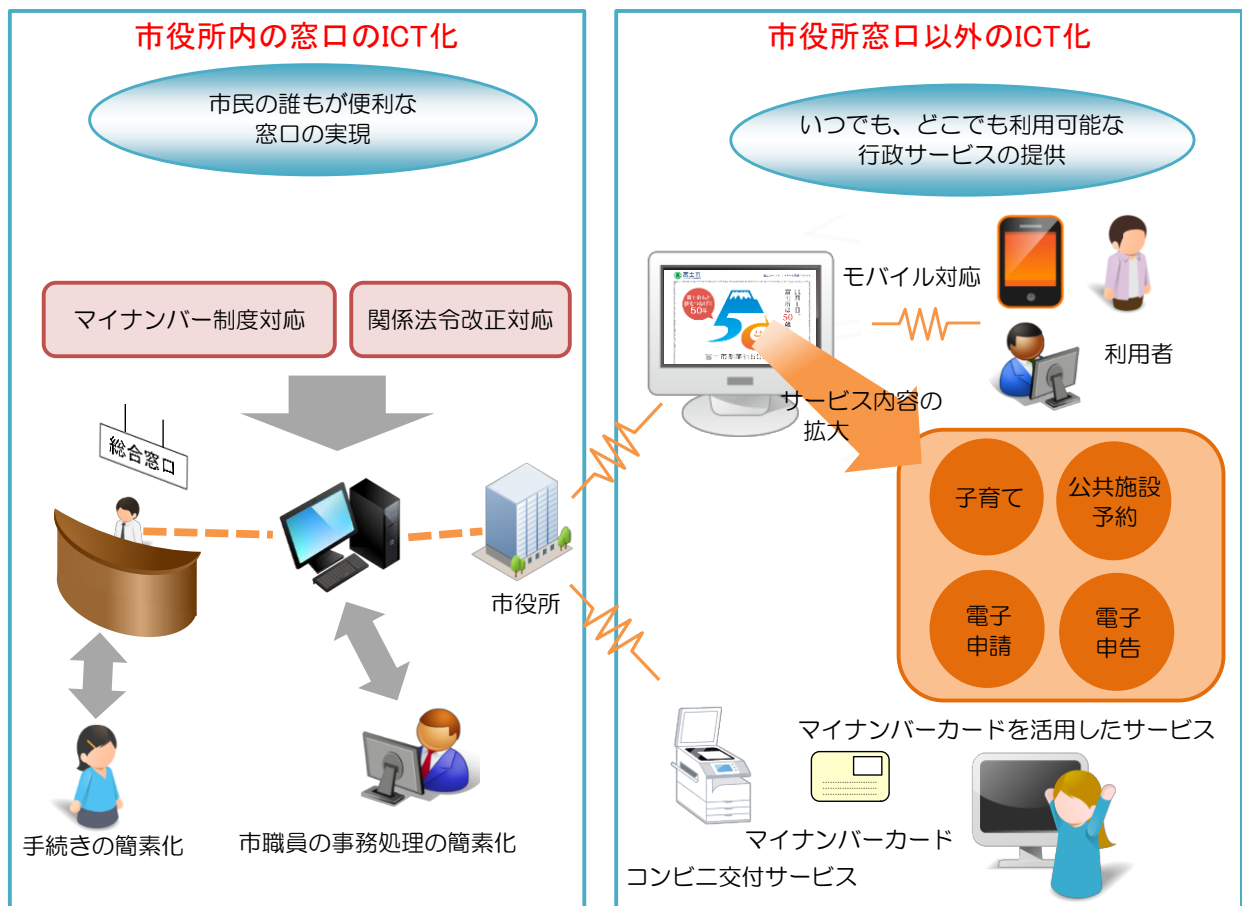 市役所内の窓口のICT化
市民の誰もが便利な
窓口の実現
マイナンバー制度対応
関係法令改正対応
総合窓口
市役所
手続きの簡素化
市職員の事務処理の簡素化
市役所窓口以外のICT化
いつでも、どこでも利用可能な
行政サービスの提供
富士市
50
モバイル対応
利用者
サービス内容の
拡大
子育て
公共施設
予約
電子
申請
電子
申告
マイナンバーカードを活用したサービス
マイナンバーカード
コンビニ交付サービス